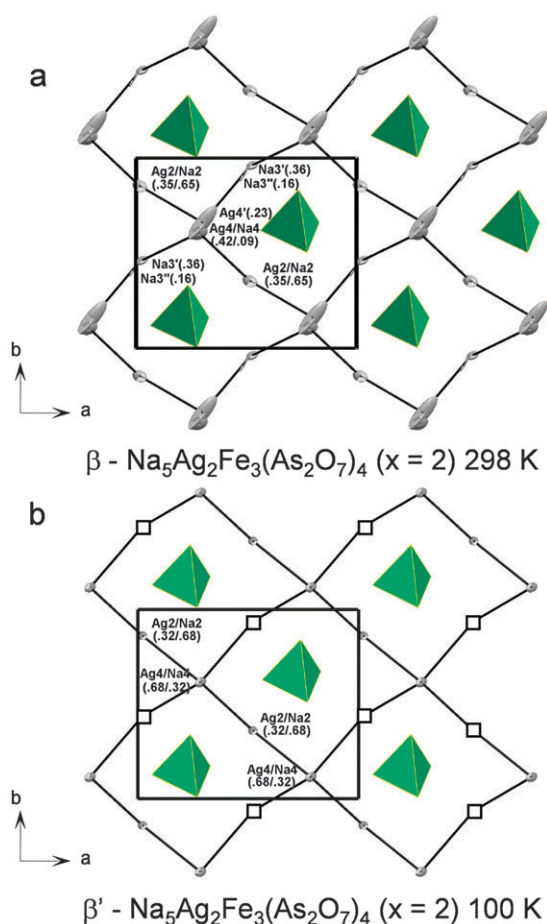 a
Ag2/Na2
(.35/.65)
Na3'(.36)
Na3"(.16)
Ag4'(.23)
Ag4/Na4
(.42/.09)
Na3'(.36)
Na3"(.16)
Ag2/Na2
(.35/.65)
b
a
β - Na₅Ag₂Fe₃(As₂O₇)₄ (x = 2) 298 K
b
Ag2/Na2
(.32/.68)
Ag4/Na4
(.68/.32)
Ag2/Na2
(.32/.68)
Ag4/Na4
(.68/.32)
b
a
β' - Na₅Ag₂Fe₃(As₂O₇)₄ (x = 2) 100 K